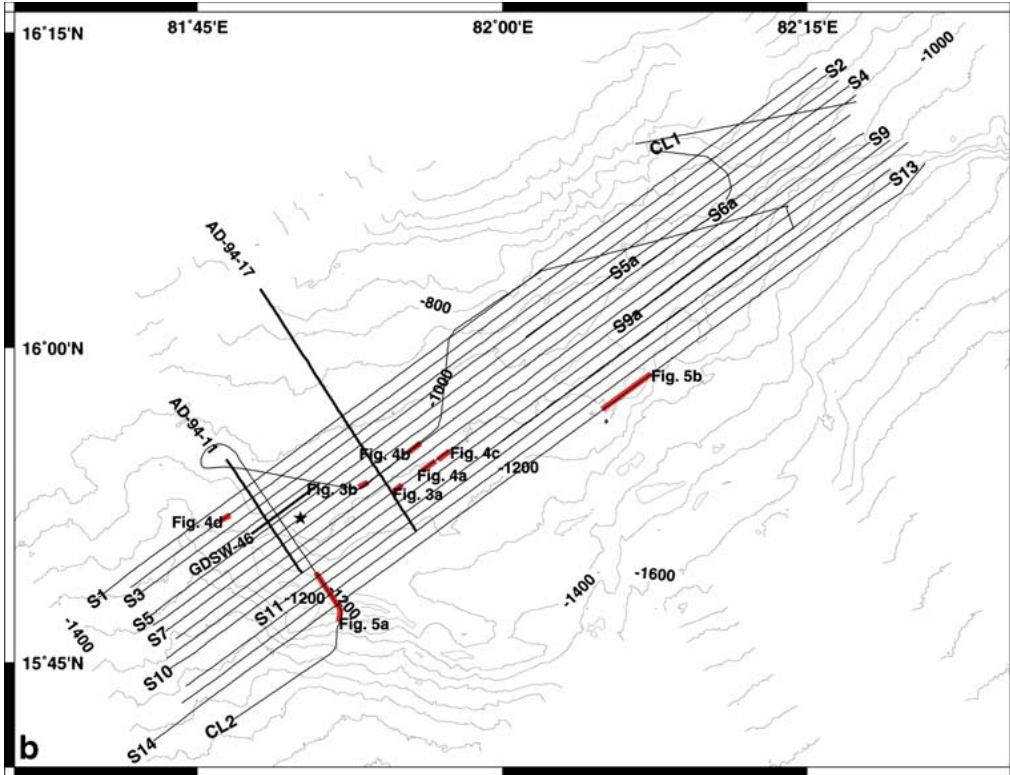 81°45'E
82°00'E
82°15'E
16°15'N
-1000
S2
S4
S9
CL1
S13
S6a
AD-94-17
S5a
-800
S9a
16°00'N
-1000
Fig. 5b
AD-94-11
Fig. 4b
Fig. 4c
-1200
Fig. 4a
Fig. 3b
Fig. 3a
Fig. 4d
GDSW-46
-1600
-1400
S1
S3
-1200
-1200
S11
S5
Fig. 5a
S7
-1400
15°45'N
S10
CL2
S14
b